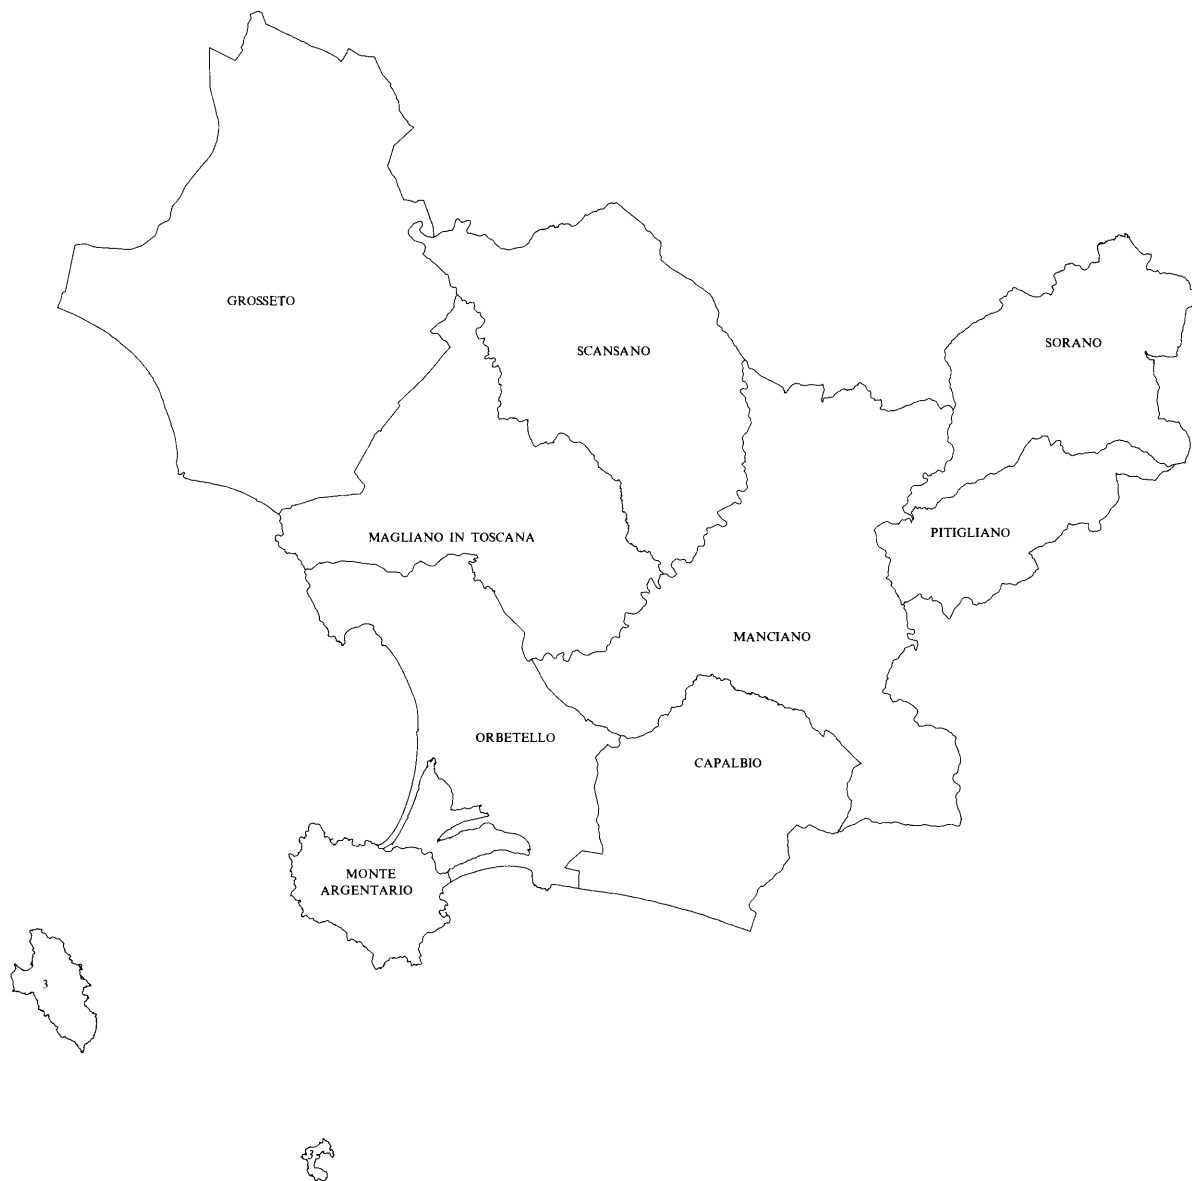 GROSSETO
SCANSANO
SORANO
MAGLIANO IN TOSCANA
PITIGLIANO
MANCIANO
ORBETELLO
CAPALBIO
MONTE
ARGENTARIO
3
3